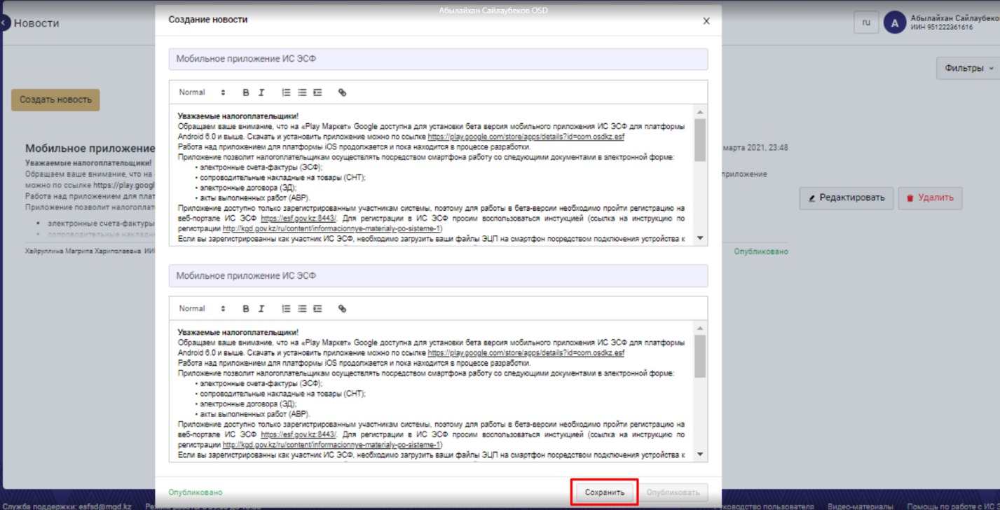 Абылайхан Сайлаубеков OSD
Новости
ru
А
Абылайхан Сайлаубеко
ИИН 951222361616
Фильтры
Создать новость
Мобильное приложение
марта 2021, 23:48
Уважаемые налогоплательщики!
Обращаем ваше внимание, что на
приложение
можно по ссылке https://play.googl
Работа над приложением для плат
Приложение позволит налогоплат
• электронные счета-фактуры
• сопроводительные накладн
Редактировать
Удалить
Хайруллина Магрипа Хариполаевна ИИН
Опубликовано
Создание новости
Мобильное приложение ИС ЭСФ
Normal B I
Уважаемые налогоплательщики!
Обращаем ваше внимание, что на «Play Маркет» Google доступна для установки бета версия мобильного приложения ИС ЭСФ для платформы
Android 6.0 и выше. Скачать и установить приложение можно по ссылке https://play.google.com/store/apps/details?id=com.osdkz.esf
Работа над приложением для платформы iOS продолжается и пока находится в процессе разработки.
Приложение позволит налогоплательщикам осуществлять посредством смартфона работу со следующими документами в электронной форме:
• электронные счета-фактуры (ЭСФ);
• сопроводительные накладные на товары (СНТ);
• электронные договора (ЭД);
• акты выполненных работ (АВР).
Приложение доступно только зарегистрированным участникам системы, поэтому для работы в бета-версии необходимо пройти регистрацию на
веб-портале ИС ЭСФ https://esf.gov.kz:8443/. Для регистрации в ИС ЭСФ просим воспользоваться инстукцией (ссылка на инструкцию по
регистрации http://kgd.gov.kz/ru/content/informacionnye-materialy-po-sisteme-1)
Если вы зарегистрированны как участник ИС ЭСФ, необходимо загрузить ваши файлы ЭЦП на смартфон посредством подключения устройства к
Мобильное приложение ИС ЭСФ
Normal B I
Уважаемые налогоплательщики!
Обращаем ваше внимание, что на «Play Маркет» Google доступна для установки бета версия мобильного приложения ИС ЭСФ для платформы
Android 6.0 и выше. Скачать и установить приложение можно по ссылке https://play.google.com/store/apps/details?id=com.osdkz.esf
Работа над приложением для платформы iOS продолжается и пока находится в процессе разработки.
Приложение позволит налогоплательщикам осуществлять посредством смартфона работу со следующими документами в электронной форме:
• электронные счета-фактуры (ЭСФ);
• сопроводительные накладные на товары (СНТ);
• электронные договора (ЭД);
• акты выполненных работ (АВР).
Приложение доступно только зарегистрированным участникам системы, поэтому для работы в бета-версии необходимо пройти регистрацию на
веб-портале ИС ЭСФ https://esf.gov.kz:8443/. Для регистрации в ИС ЭСФ просим воспользоваться инстукцией (ссылка на инструкцию по
регистрации http://kgd.gov.kz/ru/content/informacionnye-materialy-po-sisteme-1)
Если вы зарегистрированны как участник ИС ЭСФ, необходимо загрузить ваши файлы ЭЦП на смартфон посредством подключения устройства к
Опубликовано
Сохранить
Опубликовать
Служба поддержки: esfsd@mgd.kz
уководство пользователя Видео-материалы Помощь по работе с ИС